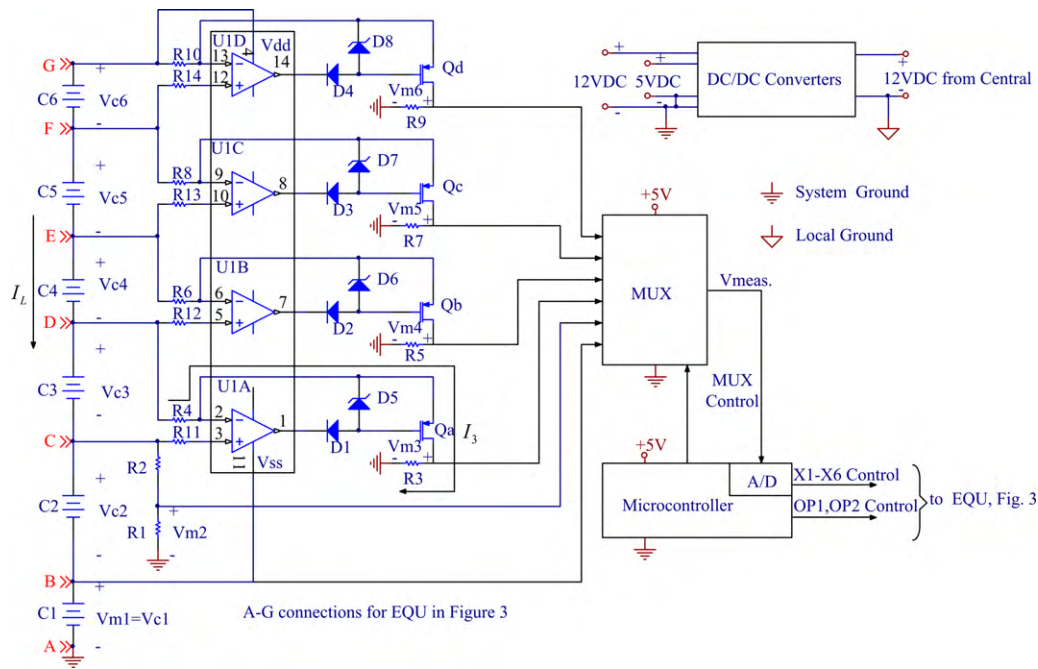 U1D
Vdd
D8
R10
13
4
14
Qd
G
R14
12
D4
Vm6
C6
Vc6
R9
F
+
-
12VDC
5VDC
DC/DC Converters
12VDC from Central
U1C
D7
R8
9
8
Qc
C5
Vc5
R13
10
D3
Vm5
R7
E
+5V
System Ground
Local Ground
I_L
C4
Vc4
U1B
D6
R6
6
7
Qb
R12
5
D2
Vm4
R5
D
MUX
Vmeas.
C3
Vc3
U1A
D5
R4
2
1
Qa
I_3
R11
3
D1
Vm3
R3
C
11
Vss
MUX
Control
+5V
R2
A/D
X1-X6 Control
C2
Vc2
R1
Vm2
Microcontroller
OP1,OP2 Control
to EQU, Fig. 3
B
C1
Vm1=Vc1
A-G connections for EQU in Figure 3
A